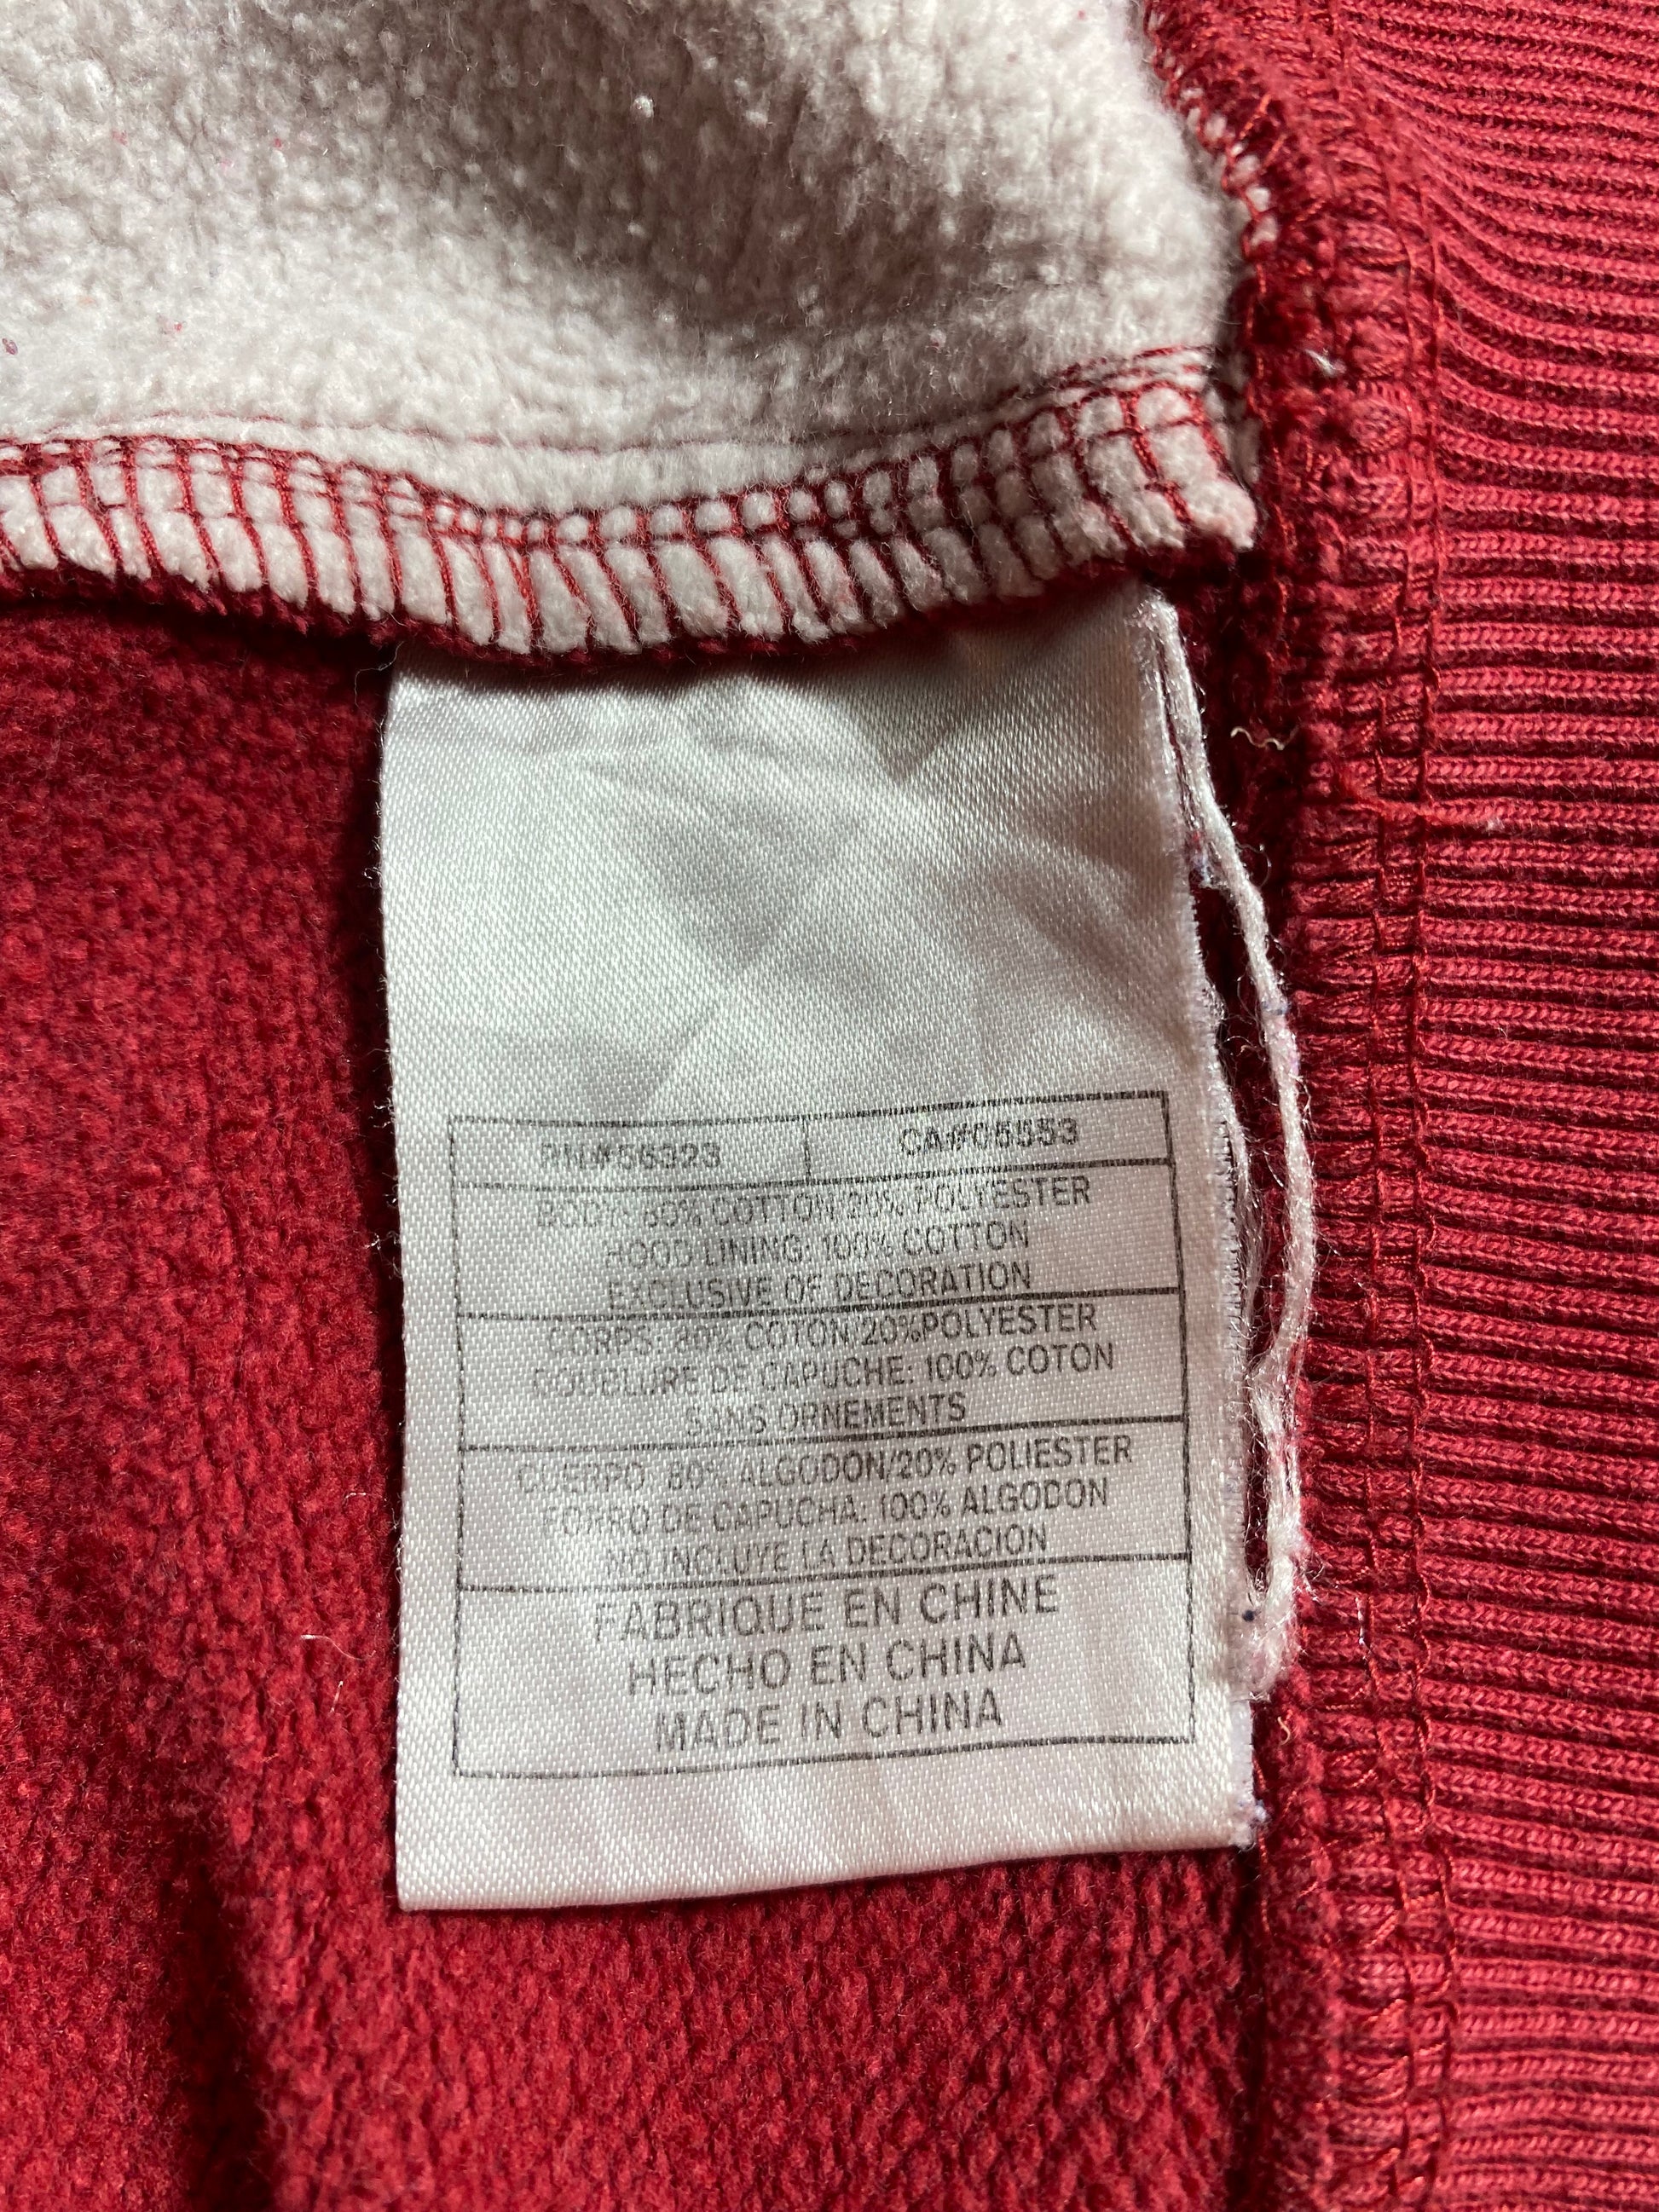 RN#56323 CA#05553
BODY: 80% COTTON/20% POLYESTER
HOOD LINING: 100% COTTON
EXCLUSIVE OF DECORATION
CORPS: 80% COTON/20%POLYESTER
DOUBLURE DE CAPUCHE: 100% COTON
SANS ORNEMENTS
CUERPO: 80% ALGODON/20% POLIESTER
FORRO DE CAPUCHA: 100% ALGODON
NO INCLUYE LA DECORACION
FABRIQUE EN CHINE
HECHO EN CHINA
MADE IN CHINA